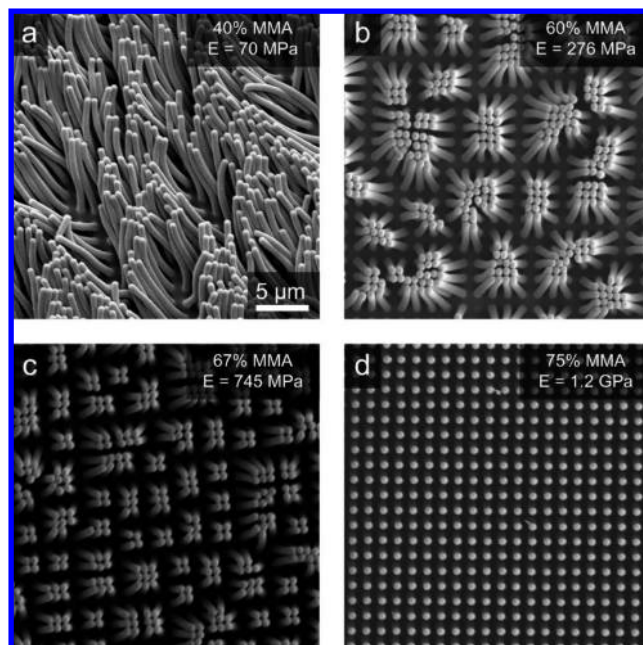 a
40% MMA
E = 70 MPa
5 µm
b
60% MMA
E = 276 MPa
c
67% MMA
E = 745 MPa
d
75% MMA
E = 1.2 GPa